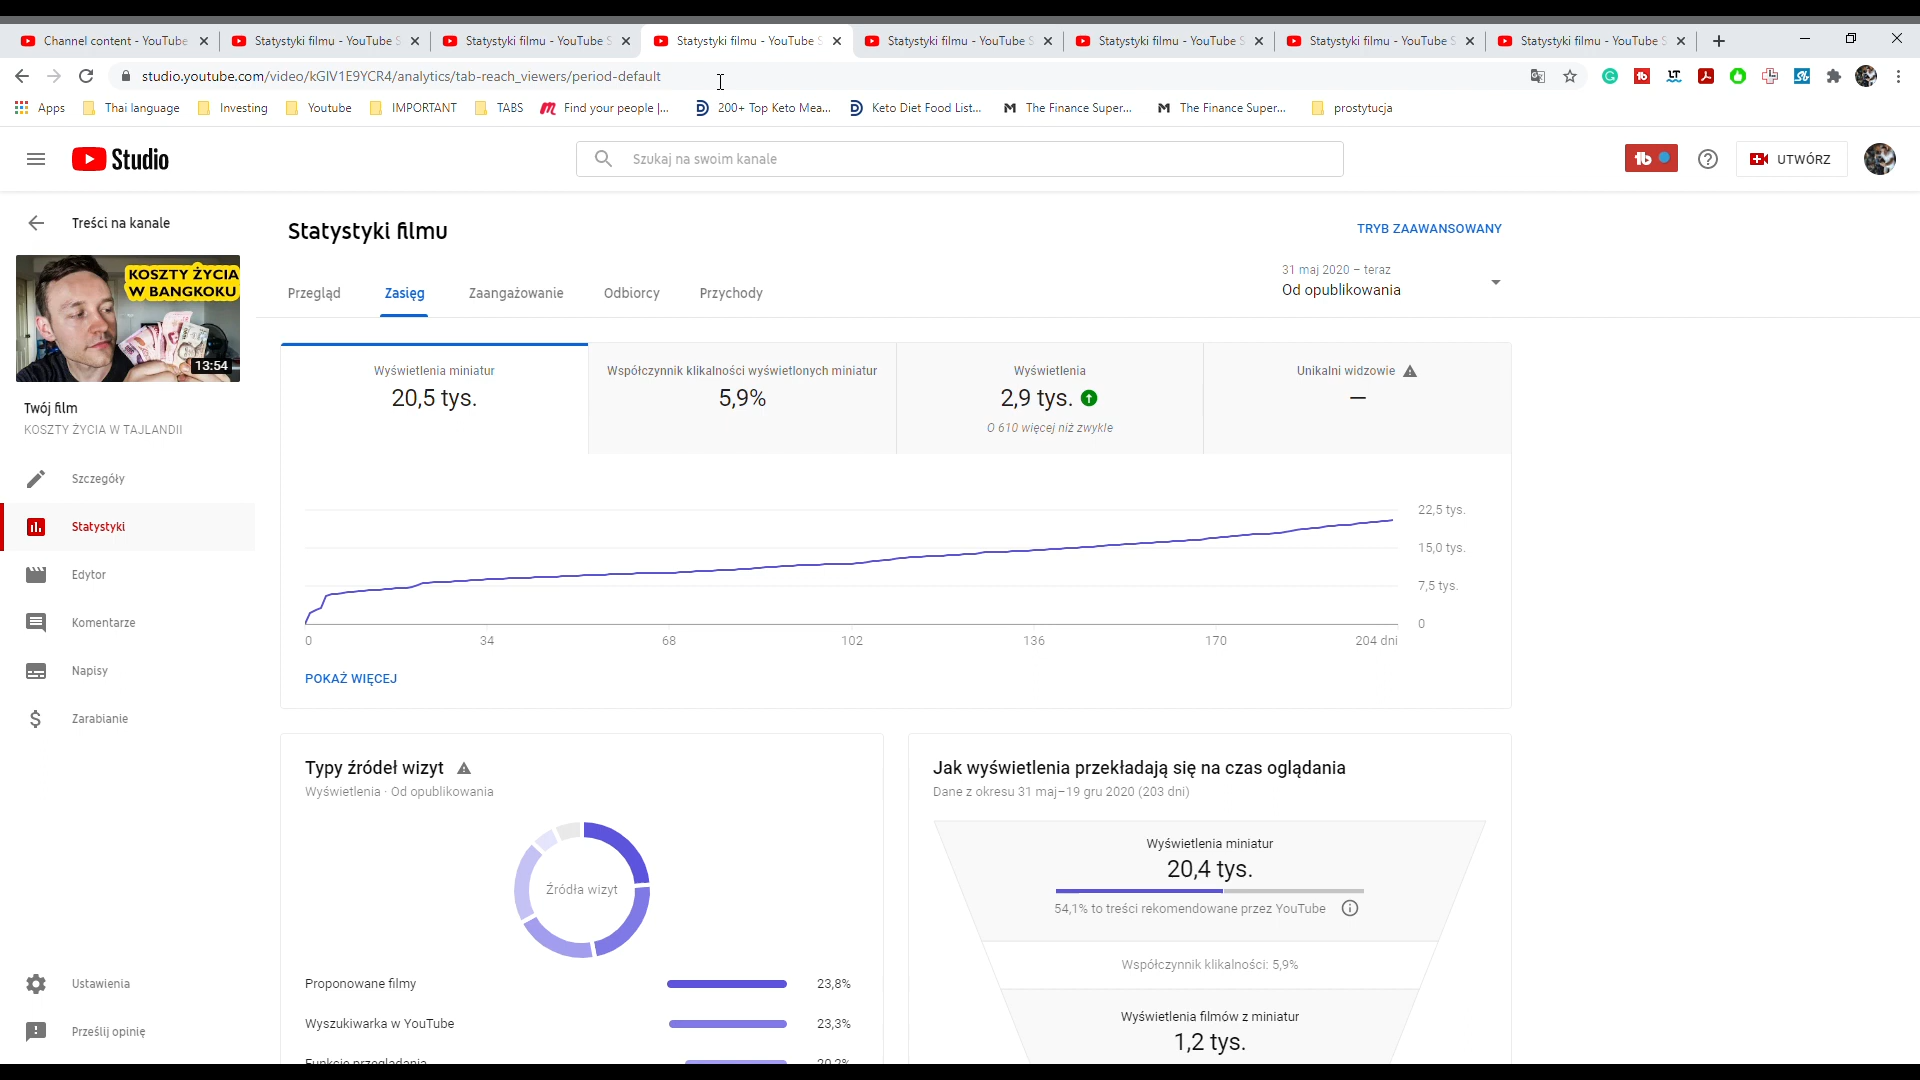 Channel content - YouTube
Statystyki filmu - YouTube S
Statystyki filmu - YouTube S
Statystyki filmu - YouTube S
Statystyki filmu - YouTube S
Statystyki filmu - YouTube S
Statystyki filmu - YouTube S
Statystyki filmu - YouTube S
studio.youtube.com/video/kGIV1E9YCR4/analytics/tab-reach_viewers/period-default
Apps
Thai language
Investing
Youtube
IMPORTANT
TABS
Find your people |...
200+ Top Keto Mea...
Keto Diet Food List...
The Finance Super...
The Finance Super...
prostytucja
Studio
Szukaj na swoim kanale
UTWÓRZ
Treści na kanale
KOSZTY ŻYCIA
W BANGKOKU
13:54
Twój film
KOSZTY ŻYCIA W TAJLANDII
Szczegóły
Statystyki
Edytor
Komentarze
Napisy
Zarabianie
Ustawienia
Prześlij opinię
Statystyki filmu
TRYB ZAAWANSOWANY
31 maj 2020 – teraz
Od opublikowania
Przegląd
Zasięg
Zaangażowanie
Odbiorcy
Przychody
Wyświetlenia miniatur
20,5 tys.
Współczynnik klikalności wyświetlonych miniatur
5,9%
Wyświetlenia
2,9 tys.
O 610 więcej niż zwykle
Unikalni widzowie
—
22,5 tys.
15,0 tys.
7,5 tys.
0
0
34
68
102
136
170
204 dni
POKAŻ WIĘCEJ
Typy źródeł wizyt
Wyświetlenia · Od opublikowania
Źródła wizyt
Proponowane filmy
23,8%
Wyszukiwarka w YouTube
23,3%
Funkcje przeglądania
20,2%
Jak wyświetlenia przekładają się na czas oglądania
Dane z okresu 31 maj–19 gru 2020 (203 dni)
Wyświetlenia miniatur
20,4 tys.
54,1% to treści rekomendowane przez YouTube
Współczynnik klikalności: 5,9%
Wyświetlenia filmów z miniatur
1,2 tys.